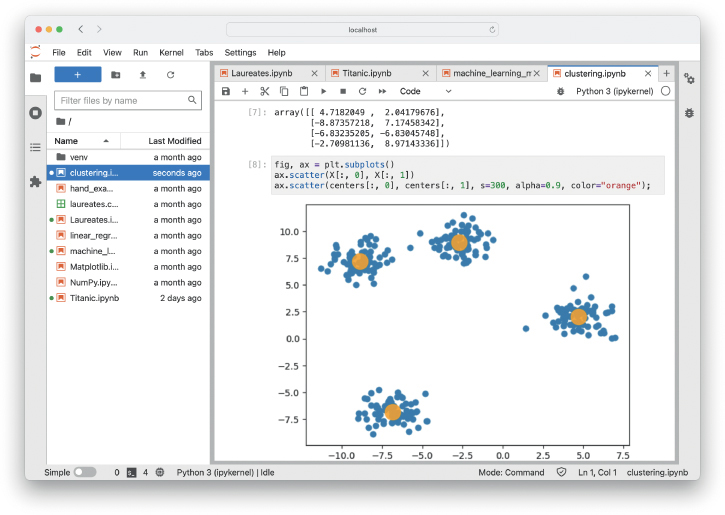 localhost
File Edit View Run Kernel Tabs Settings Help
Laureates.ipynb Titanic.ipynb machine_learning_m clustering.ipynb
Code Python 3 (ipykernel)
Filter files by name
/
Name Last Modified
venv a month ago
clustering.i... seconds ago
hand_exa... a month ago
laureates.c... a month ago
Laureates.i... a month ago
linear_regr... a month ago
machine_l... a month ago
Matplotlib.i... a month ago
NumPy.ipy... a month ago
Titanic.ipynb 2 days ago
[7]: array([[ 4.7182049 , 2.04179676],
[-8.87357218, 7.17458342],
[-6.83235205, -6.83045748],
[-2.70981136, 8.97143336]])
[8]: fig, ax = plt.subplots()
ax.scatter(X[:, 0], X[:, 1])
ax.scatter(centers[:, 0], centers[:, 1], s=300, alpha=0.9, color="orange");
10.0
7.5
5.0
2.5
0.0
−2.5
−5.0
−7.5
−10.0 −7.5 −5.0 −2.5 0.0 2.5 5.0 7.5
Simple 0 4 Python 3 (ipykernel) | Idle Mode: Command Ln 1, Col 1 clustering.ipynb